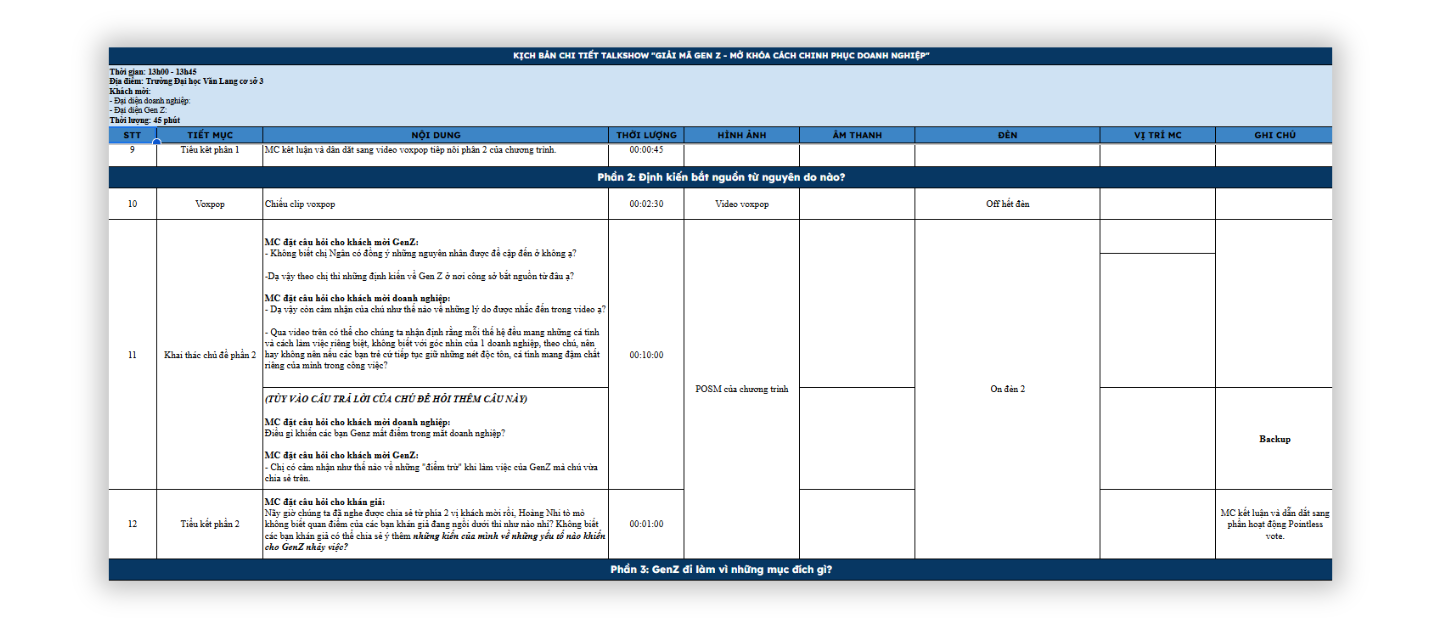 KỊCH BẢN CHI TIẾT TALKSHOW "GIẢI MÃ GEN Z - MỞ KHÓA CÁCH CHINH PHỤC DOANH NGHIỆP"
Thời gian: 13h00 - 13h45
Địa điểm: Trường Đại học Văn Lang cơ sở 3
Khách mời:
- Đại diện doanh nghiệp:
- Đại diện Gen Z:
Thời lượng: 45 phút
STT TIẾT MỤC NỘI DUNG THỜI LƯỢNG HÌNH ẢNH ÂM THANH ĐÈN VỊ TRÍ MC GHI CHÚ
9 Tiểu kết phần 1 MC kết luận và dẫn dắt sang video voxpop tiếp nối phần 2 của chương trình. 00:00:45
Phần 2: Định kiến bắt nguồn từ nguyên do nào?
10 Voxpop Chiếu clip voxpop 00:02:30 Video voxpop Off hết đèn
MC đặt câu hỏi cho khách mời GenZ:
- Không biết chị Ngân có đồng ý những nguyên nhân được đề cập đến ở không ạ?
-Dạ vậy theo chị thì những định kiến về Gen Z ở nơi công sở bắt nguồn từ đâu ạ?
MC đặt câu hỏi cho khách mời doanh nghiệp:
- Dạ vậy còn cảm nhận của chú như thế nào về những lý do được nhắc đến trong video ạ?
- Qua video trên có thể cho chúng ta nhận định rằng mỗi thế hệ đều mang những cá tính
và cách làm việc riêng biệt, không biết với góc nhìn của 1 doanh nghiệp, theo chú, nên
hay không nên nếu các bạn trẻ cứ tiếp tục giữ những nét độc tôn, cá tính mang đậm chất
riêng của mình trong công việc?
11 Khai thác chủ đề phần 2 00:10:00
POSM của chương trình On đèn 2
(TÙY VÀO CÂU TRẢ LỜI CỦA CHÚ ĐỂ HỎI THÊM CÂU NÀY)
MC đặt câu hỏi cho khách mời doanh nghiệp:
Điều gì khiến các bạn Genz mất điểm trong mắt doanh nghiệp?
MC đặt câu hỏi cho khách mời GenZ:
- Chị có cảm nhận như thế nào về những "điểm trừ" khi làm việc của GenZ mà chú vừa
chia sẻ trên.
Backup
MC đặt câu hỏi cho khán giả:
Nãy giờ chúng ta đã nghe được chia sẻ từ phía 2 vị khách mời rồi, Hoàng Nhi tò mò
không biết quan điểm của các bạn khán giả đang ngồi dưới thì như nào nhỉ? Không biết
các bạn khán giả có thể chia sẻ ý thêm những kiến của mình về những yếu tố nào khiến
cho GenZ nhảy việc?
12 Tiểu kết phần 2 00:01:00
MC kết luận và dẫn dắt sang
phần hoạt động Pointless
vote.
Phần 3: GenZ đi làm vì những mục đích gì?